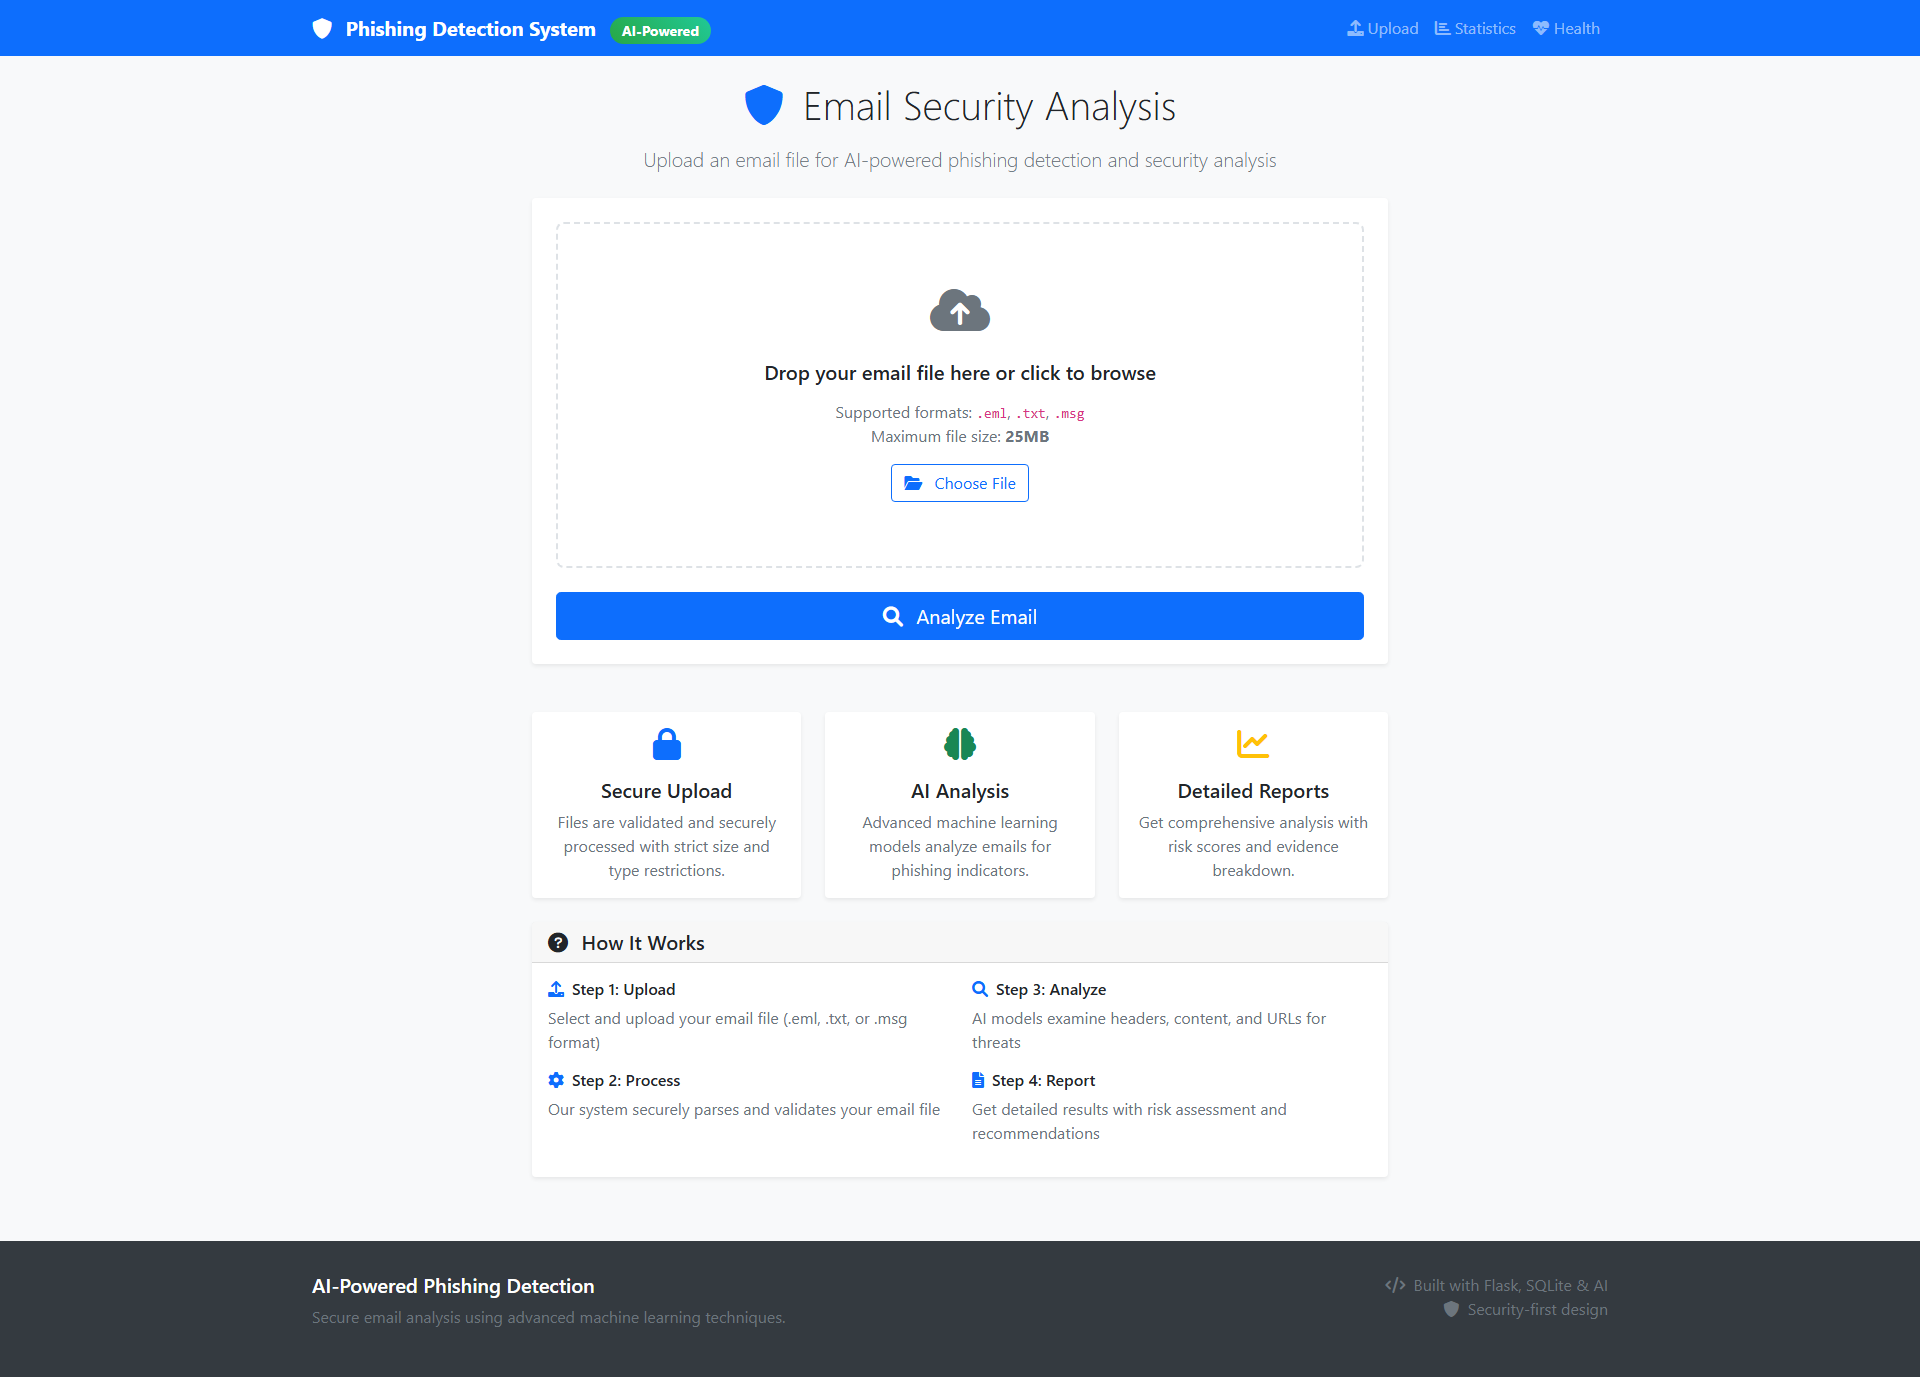 Phishing Detection System AI-Powered
Upload Statistics Health
Email Security Analysis
Upload an email file for AI-powered phishing detection and security analysis
Drop your email file here or click to browse
Supported formats: .eml, .txt, .msg
Maximum file size: 25MB
Choose File
Analyze Email
Secure Upload
Files are validated and securely
processed with strict size and
type restrictions.
AI Analysis
Advanced machine learning
models analyze emails for
phishing indicators.
Detailed Reports
Get comprehensive analysis with
risk scores and evidence
breakdown.
? How It Works
Step 1: Upload
Select and upload your email file (.eml, .txt, or .msg
format)
Step 2: Process
Our system securely parses and validates your email file
Step 3: Analyze
AI models examine headers, content, and URLs for
threats
Step 4: Report
Get detailed results with risk assessment and
recommendations
AI-Powered Phishing Detection
Secure email analysis using advanced machine learning techniques.
</> Built with Flask, SQLite & AI
Security-first design